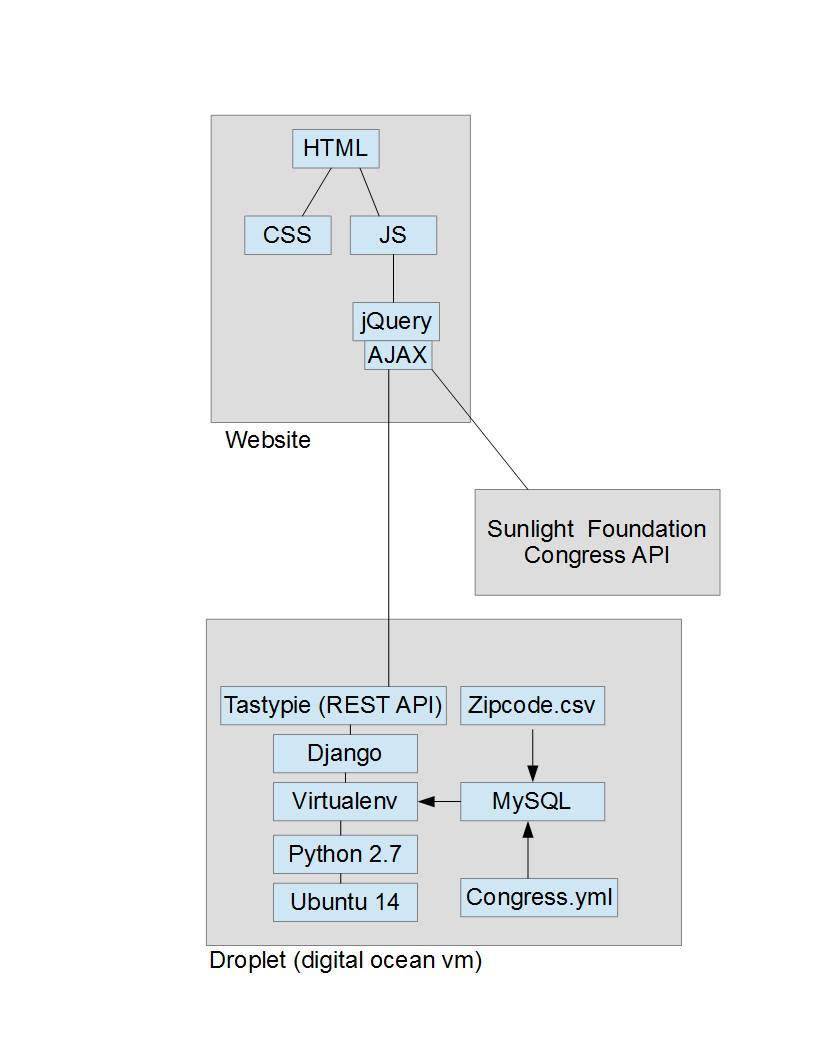 HTML
CSS
JS
jQuery
AJAX
Website
Sunlight Foundation
Congress API
Tastypie (REST API)
Zipcode.csv
Django
Virtualenv
MySQL
Python 2.7
Ubuntu 14
Congress.yml
Droplet (digital ocean vm)